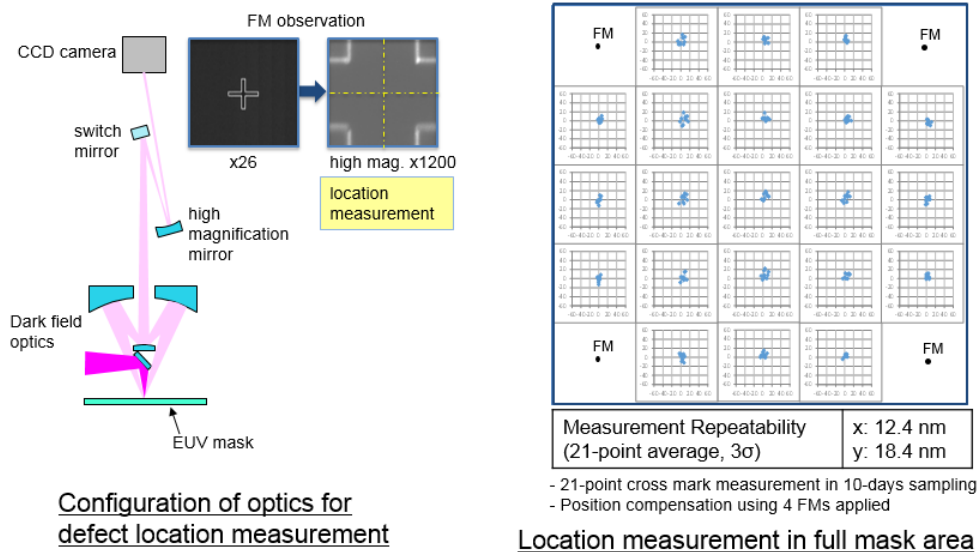 FM observation
CCD camera
switch
mirror
x26
high mag. x1200
location
measurement
high
magnification
mirror
Dark field
optics
EUV mask
Configuration of optics for
defect location measurement
FM
FM
FM
FM
Measurement Repeatability
(21-point average, 3σ)
x: 12.4 nm
y: 18.4 nm
- 21-point cross mark measurement in 10-days sampling
- Position compensation using 4 FMs applied
Location measurement in full mask area